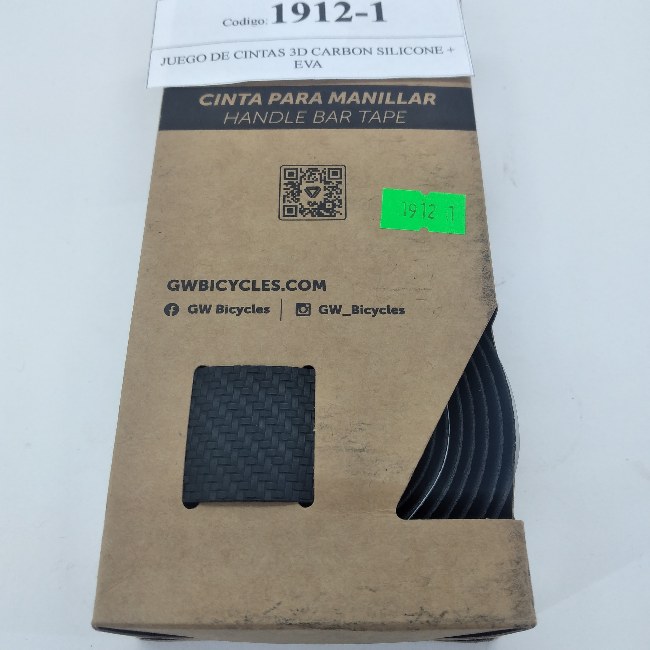 Codigo: 1912-1
JUEGO DE CINTAS 3D CARBON SILICONE +
EVA
CINTA PARA MANILLAR
HANDLE BAR TAPE
1912 1
GWBICYCLES.COM
GW Bicycles
GW_Bicycles